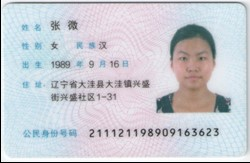 姓名 张微
性别 女 民族 汉
出生 1989 年 9 月 16 日
住址 辽宁省大洼县大洼镇兴盛
街兴盛社区1-31
公民身份号码 211121198909163623